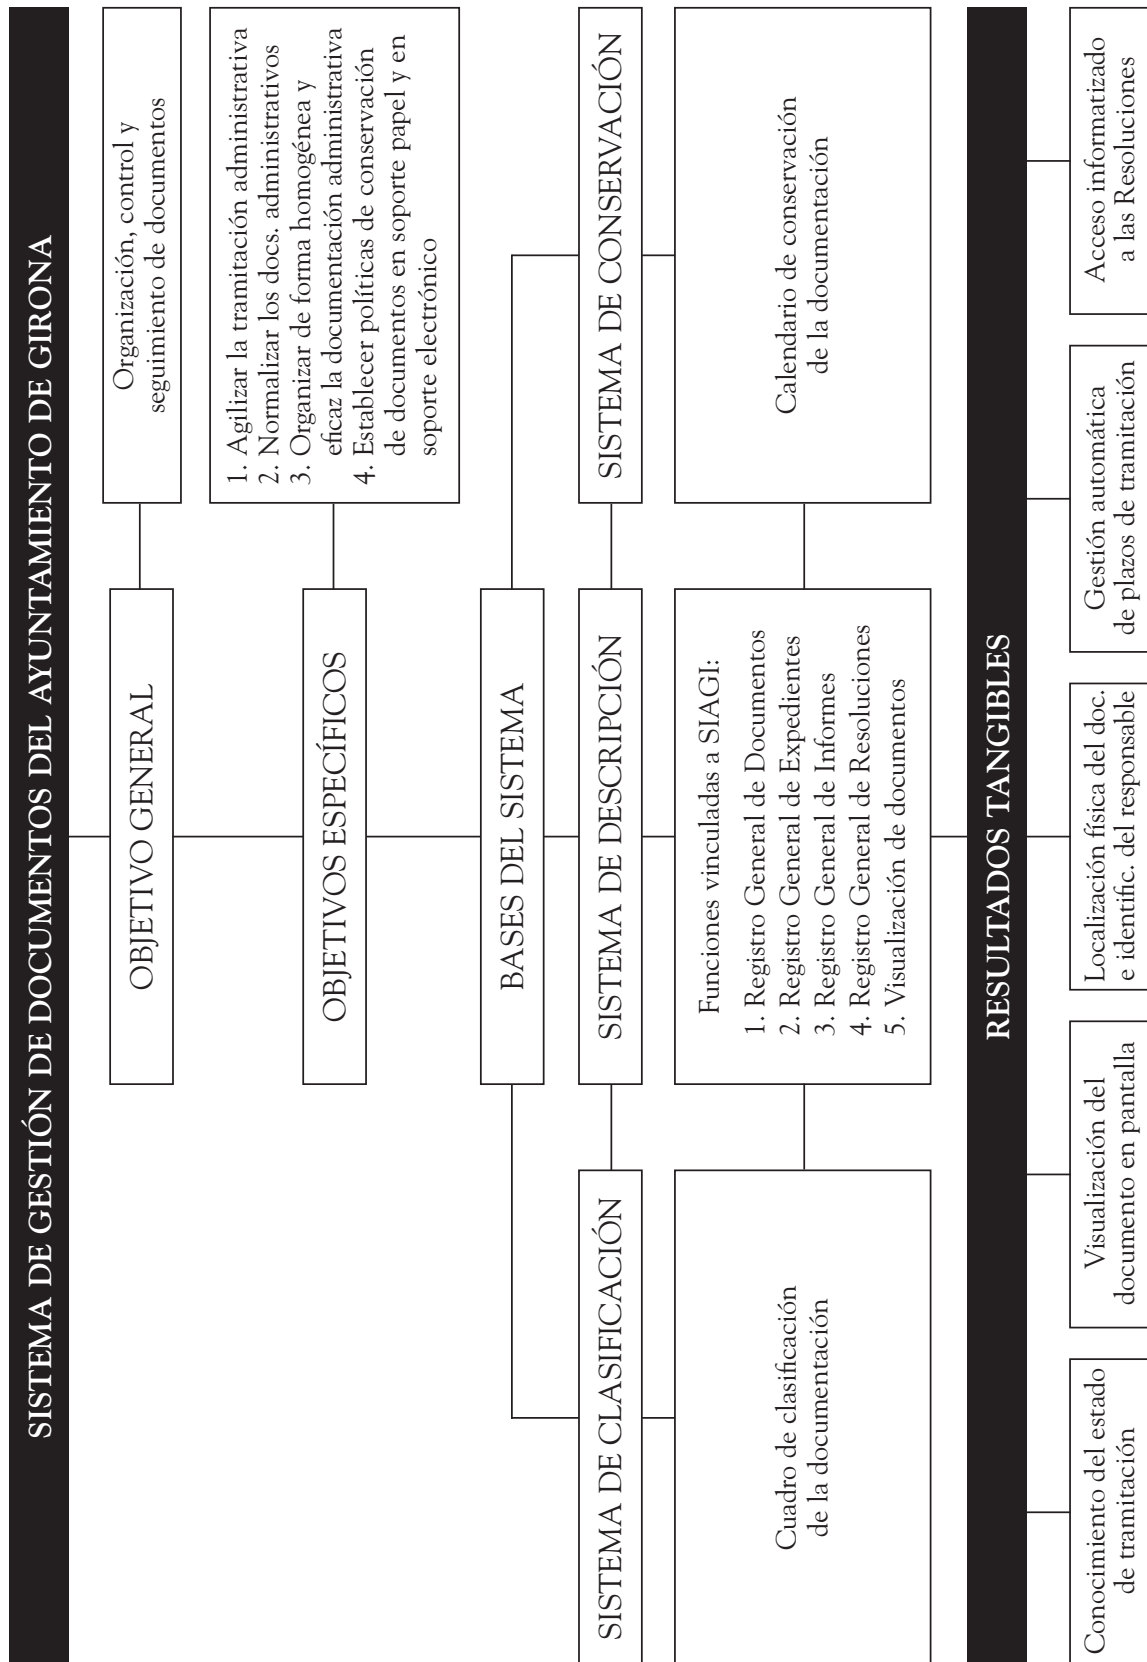 SISTEMA DE GESTIÓN DE DOCUMENTOS DEL AYUNTAMIENTO DE GIRONA
OBJETIVO GENERAL
Organización, control y
seguimiento de documentos
OBJETIVOS ESPECÍFICOS
1. Agilizar la tramitación administrativa
2. Normalizar los docs. administrativos
3. Organizar de forma homogénea y
eficaz la documentación administrativa
4. Establecer políticas de conservación
de documentos en soporte papel y en
soporte electrónico
BASES DEL SISTEMA
SISTEMA DE CLASIFICACIÓN
SISTEMA DE DESCRIPCIÓN
SISTEMA DE CONSERVACIÓN
Cuadro de clasificación
de la documentación
Funciones vinculadas a SIAGI:
1. Registro General de Documentos
2. Registro General de Expedientes
3. Registro General de Informes
4. Registro General de Resoluciones
5. Visualización de documentos
Calendario de conservación
de la documentación
RESULTADOS TANGIBLES
Conocimiento del estado
de tramitación
Visualización del
documento en pantalla
Localización física del doc.
e identific. del responsable
Gestión automática
de plazos de tramitación
Acceso informatizado
a las Resoluciones